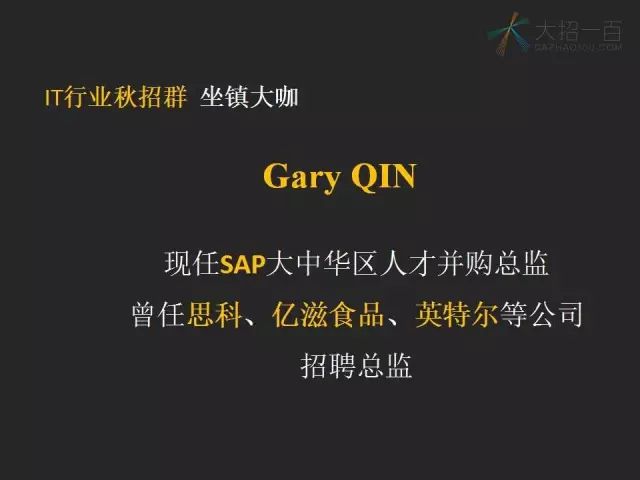 大招一百
DAZHAO100.COM
IT行业秋招群 坐镇大咖
Gary QIN
现任SAP大中华区人才并购总监
曾任思科、亿滋食品、英特尔等公司
招聘总监